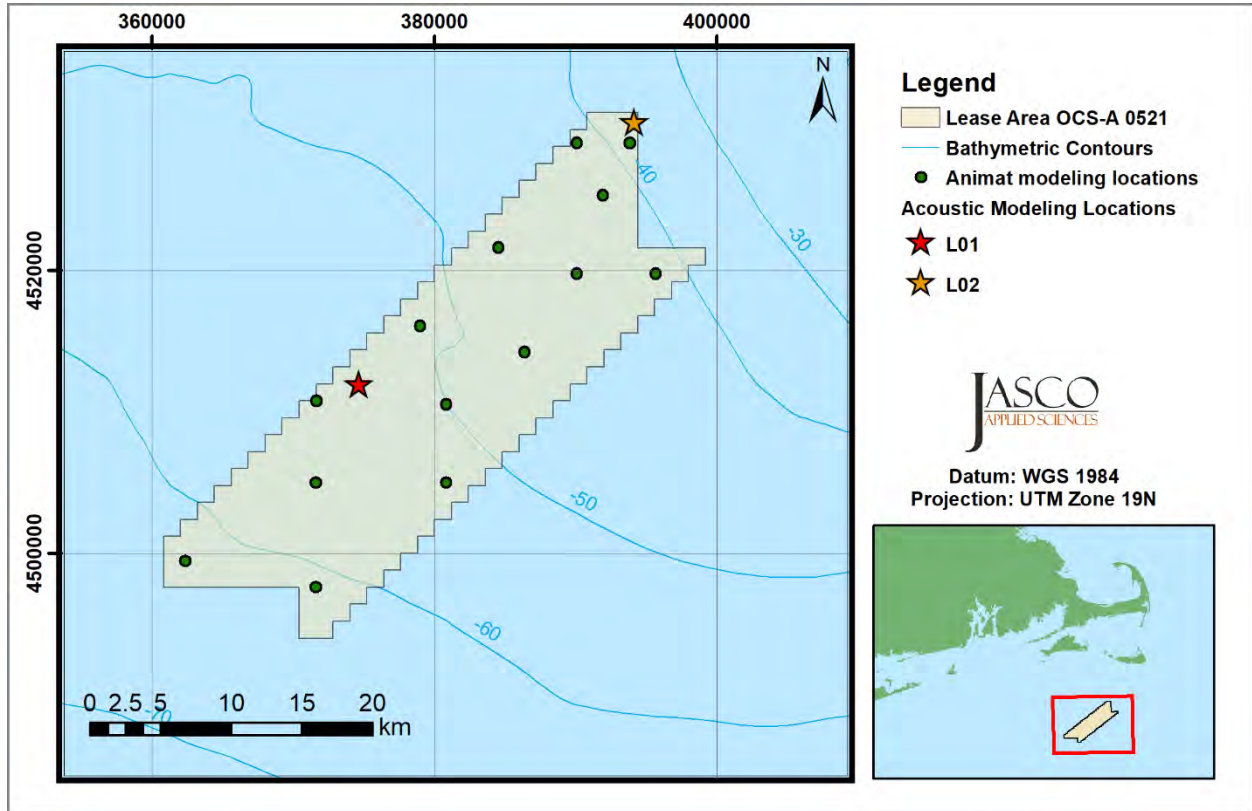 360000
380000
400000
4520000
4500000
N
-40
-30
-50
-60
-70
0 2.5 5 10 15 20
km
Legend
Lease Area OCS-A 0521
Bathymetric Contours
Animat modeling locations
Acoustic Modeling Locations
L01
L02
JASCO
APPLIED SCIENCES
Datum: WGS 1984
Projection: UTM Zone 19N